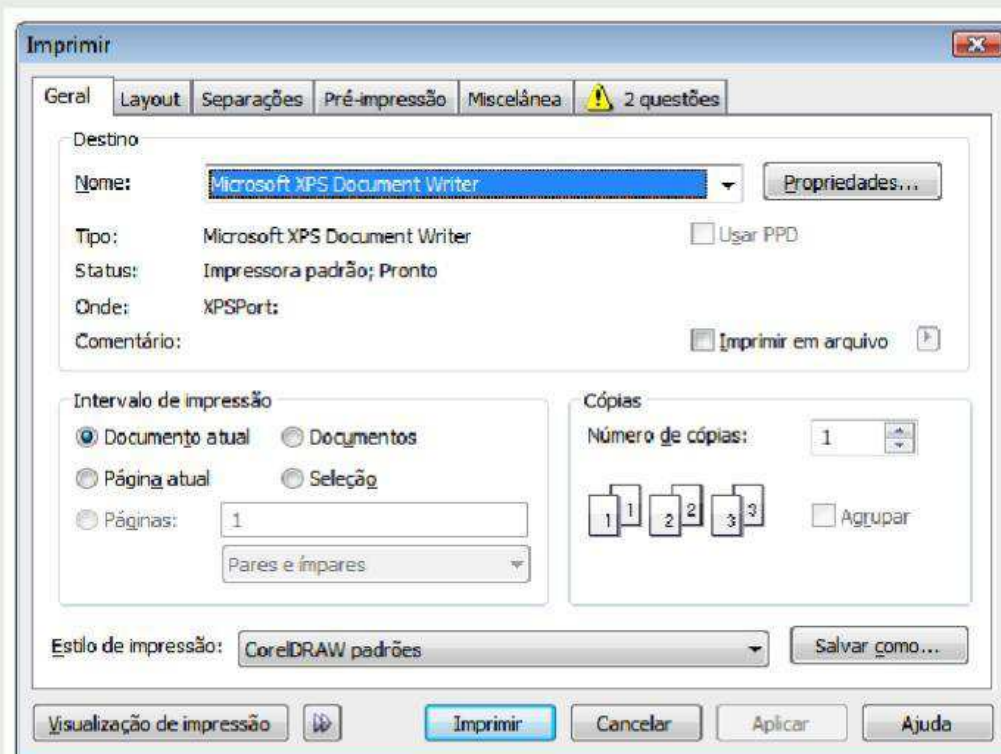 Imprimir
Geral Layout Separações Pré-impressão Miscelânea 2 questões
Destino
Nome: Microsoft XPS Document Writer Propriedades...
Tipo: Microsoft XPS Document Writer Usar PPD
Status: Impressora padrão; Pronto
Onde: XPSPort:
Comentário: Imprimir em arquivo
Intervalo de impressão
Documento atual Documentos
Página atual Seleção
Páginas: 1
Pares e ímpares
Cópias
Número de cópias: 1
1 1 2 2 3 3 Agrupar
Estilo de impressão: CorelDRAW padrões Salvar como...
Visualização de impressão Imprimir Cancelar Aplicar Ajuda